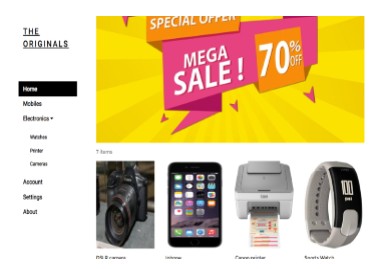 THE
ORIGINALS
SPECIAL OFFER
MEGA
SALE !
70%
OFF
Home
Mobiles
Electronics
Watches
Printer
Cameras
Account
Settings
About
7 items
DSLR camera
Iphone
Canon printer
Sports Watch